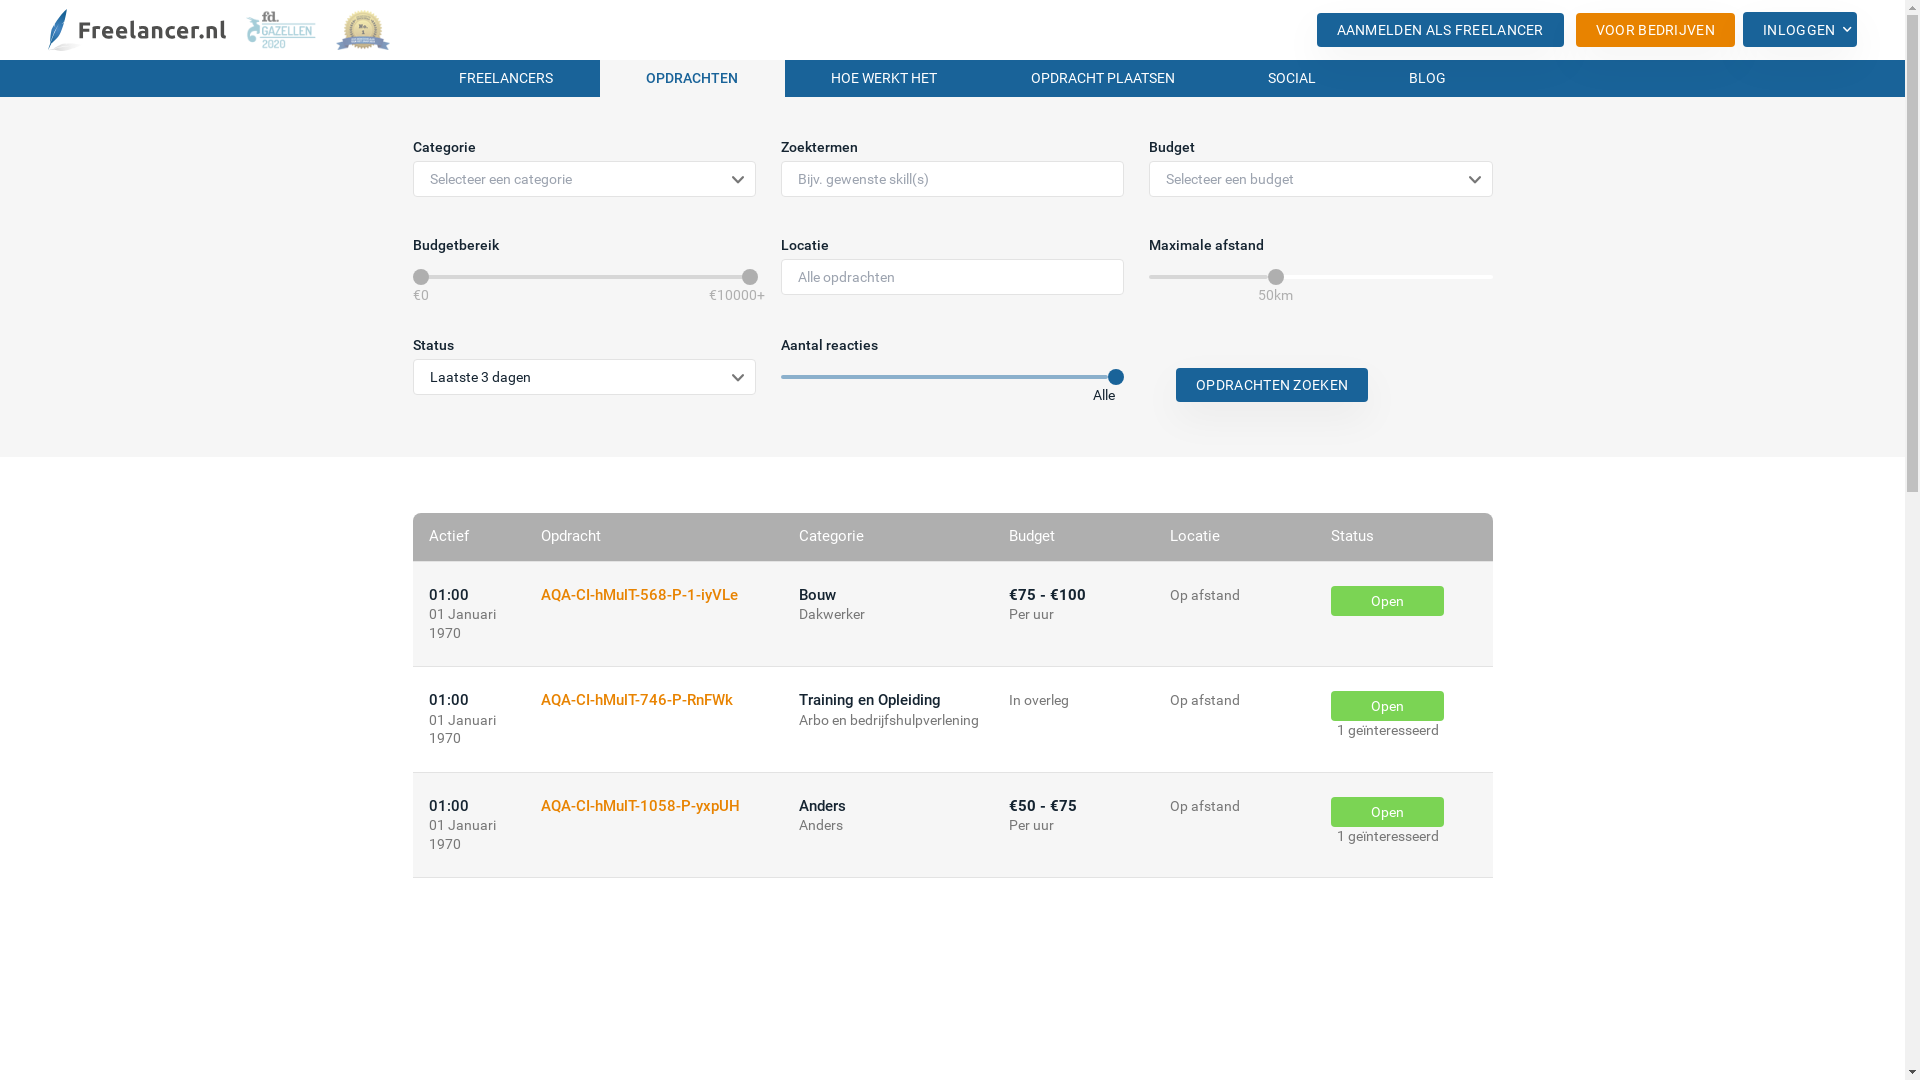 Freelancer.nl
fd.
GAZELLEN
2020
AANMELDEN ALS FREELANCER
VOOR BEDRIJVEN
INLOGGEN
FREELANCERS
OPDRACHTEN
HOE WERKT HET
OPDRACHT PLAATSEN
SOCIAL
BLOG
Categorie
Selecteer een categorie
Zoektermen
Bijv. gewenste skill(s)
Budget
Selecteer een budget
Budgetbereik
€0
€10000+
Locatie
Alle opdrachten
Maximale afstand
50km
Status
Laatste 3 dagen
Aantal reacties
Alle
OPDRACHTEN ZOEKEN
Actief Opdracht Categorie Budget Locatie Status
01:00 AQA-CI-hMulT-568-P-1-iyVLe Bouw €75 - €100 Op afstand Open
01 Januari Dakwerker Per uur
1970
01:00 AQA-CI-hMulT-746-P-RnFWk Training en Opleiding In overleg Op afstand Open
01 Januari Arbo en bedrijfshulpverlening 1 geïnteresseerd
1970
01:00 AQA-CI-hMulT-1058-P-yxpUH Anders €50 - €75 Op afstand Open
01 Januari Anders Per uur 1 geïnteresseerd
1970